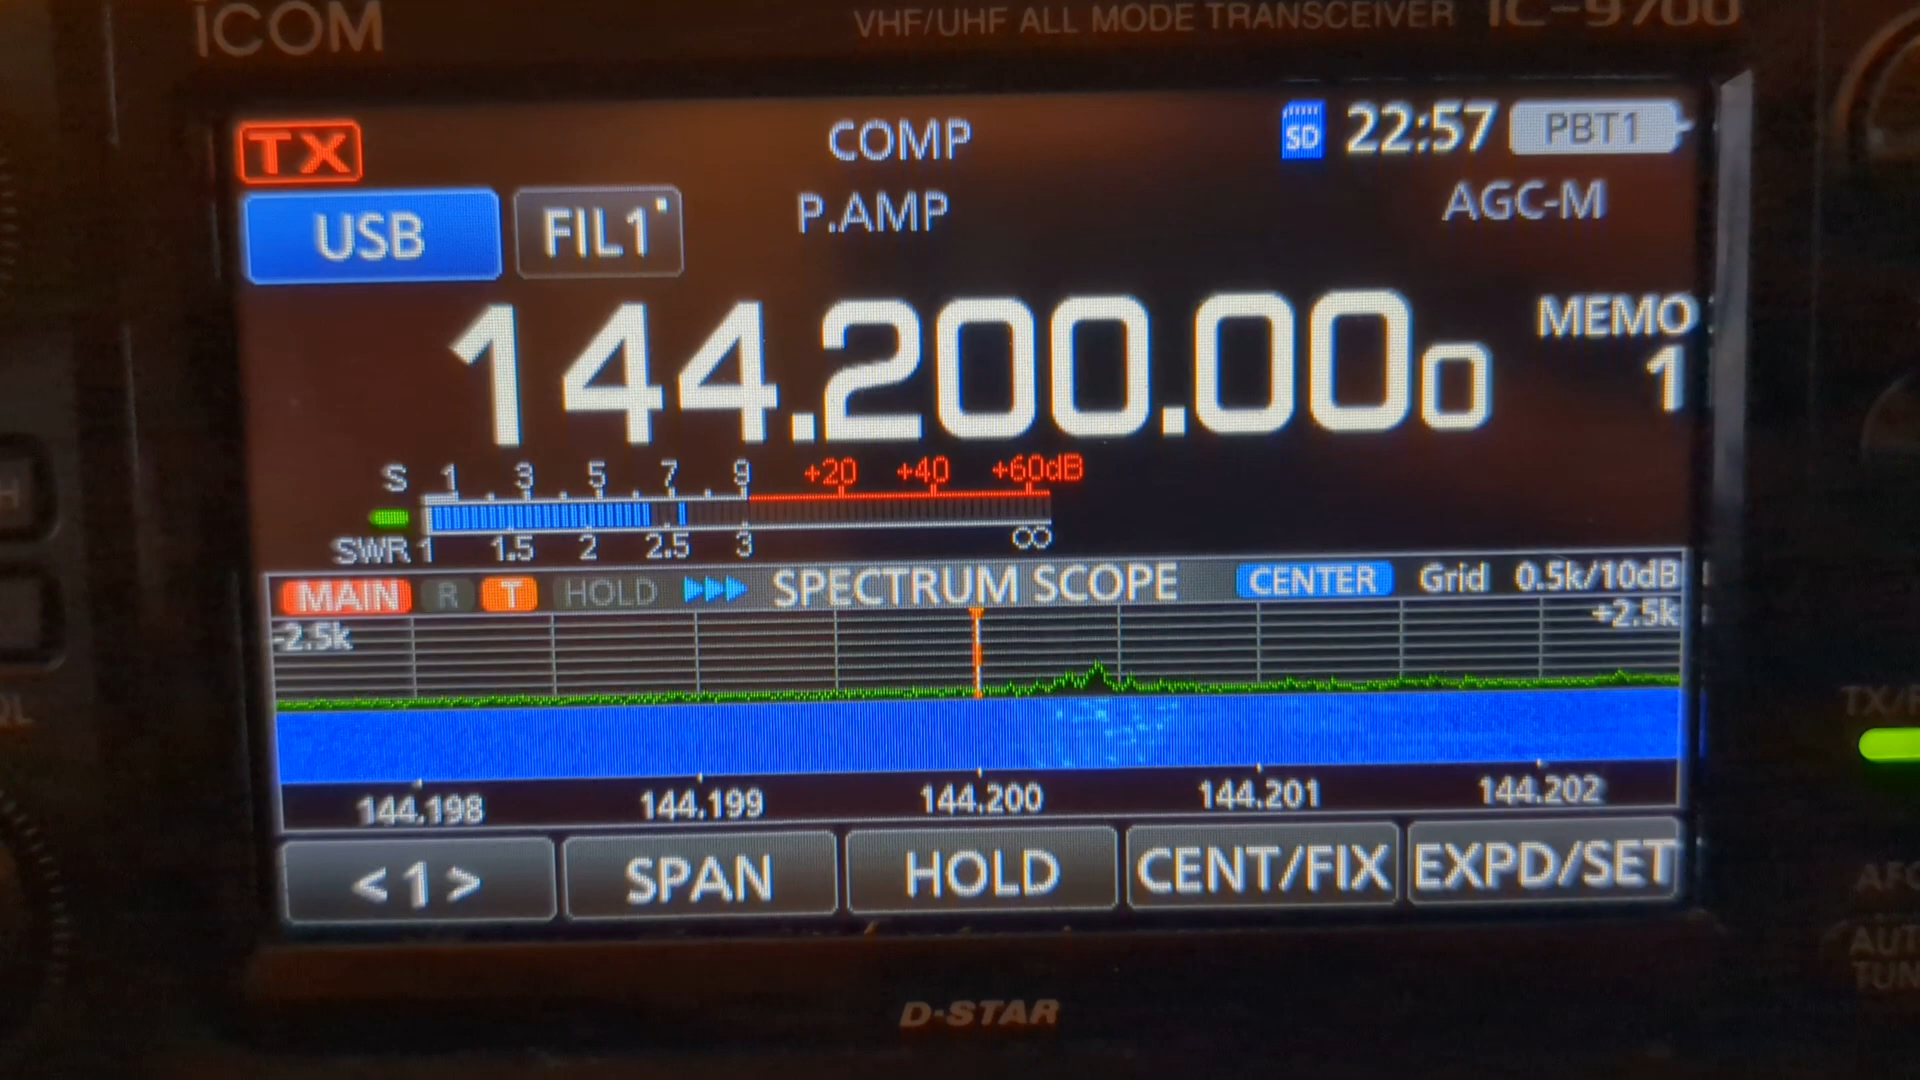 ICOM
VHF/UHF ALL MODE TRANSCEIVER IC-9700
TX COMP SD 22:57 PBT1
USB FIL1 P.AMP AGC-M
144.200.000 MEMO
1
S 1 3 5 7 9 +20 +40 +60dB
SWR 1 1.5 2 2.5 3 ∞
MAIN R T HOLD SPECTRUM SCOPE CENTER Grid 0.5k/10dB
-2.5k +2.5k
144.198 144.199 144.200 144.201 144.202
<1> SPAN HOLD CENT/FIX EXPD/SET
D-STAR